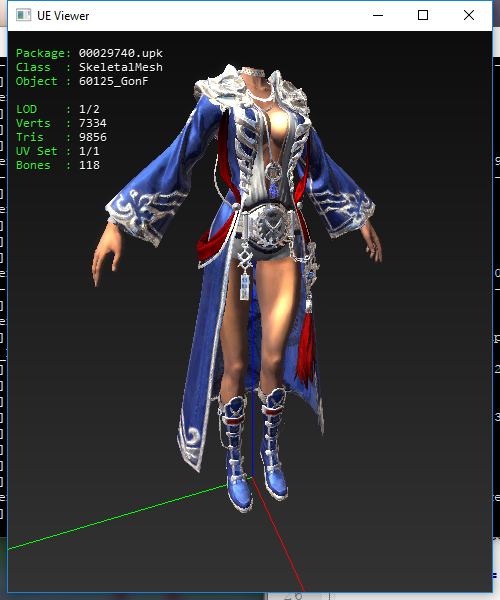 UE Viewer
Package: 00029740.upk
Class : SkeletalMesh
Object : 60125_GonF
LOD : 1/2
Verts : 7334
Tris : 9856
UV Set : 1/1
Bones : 118